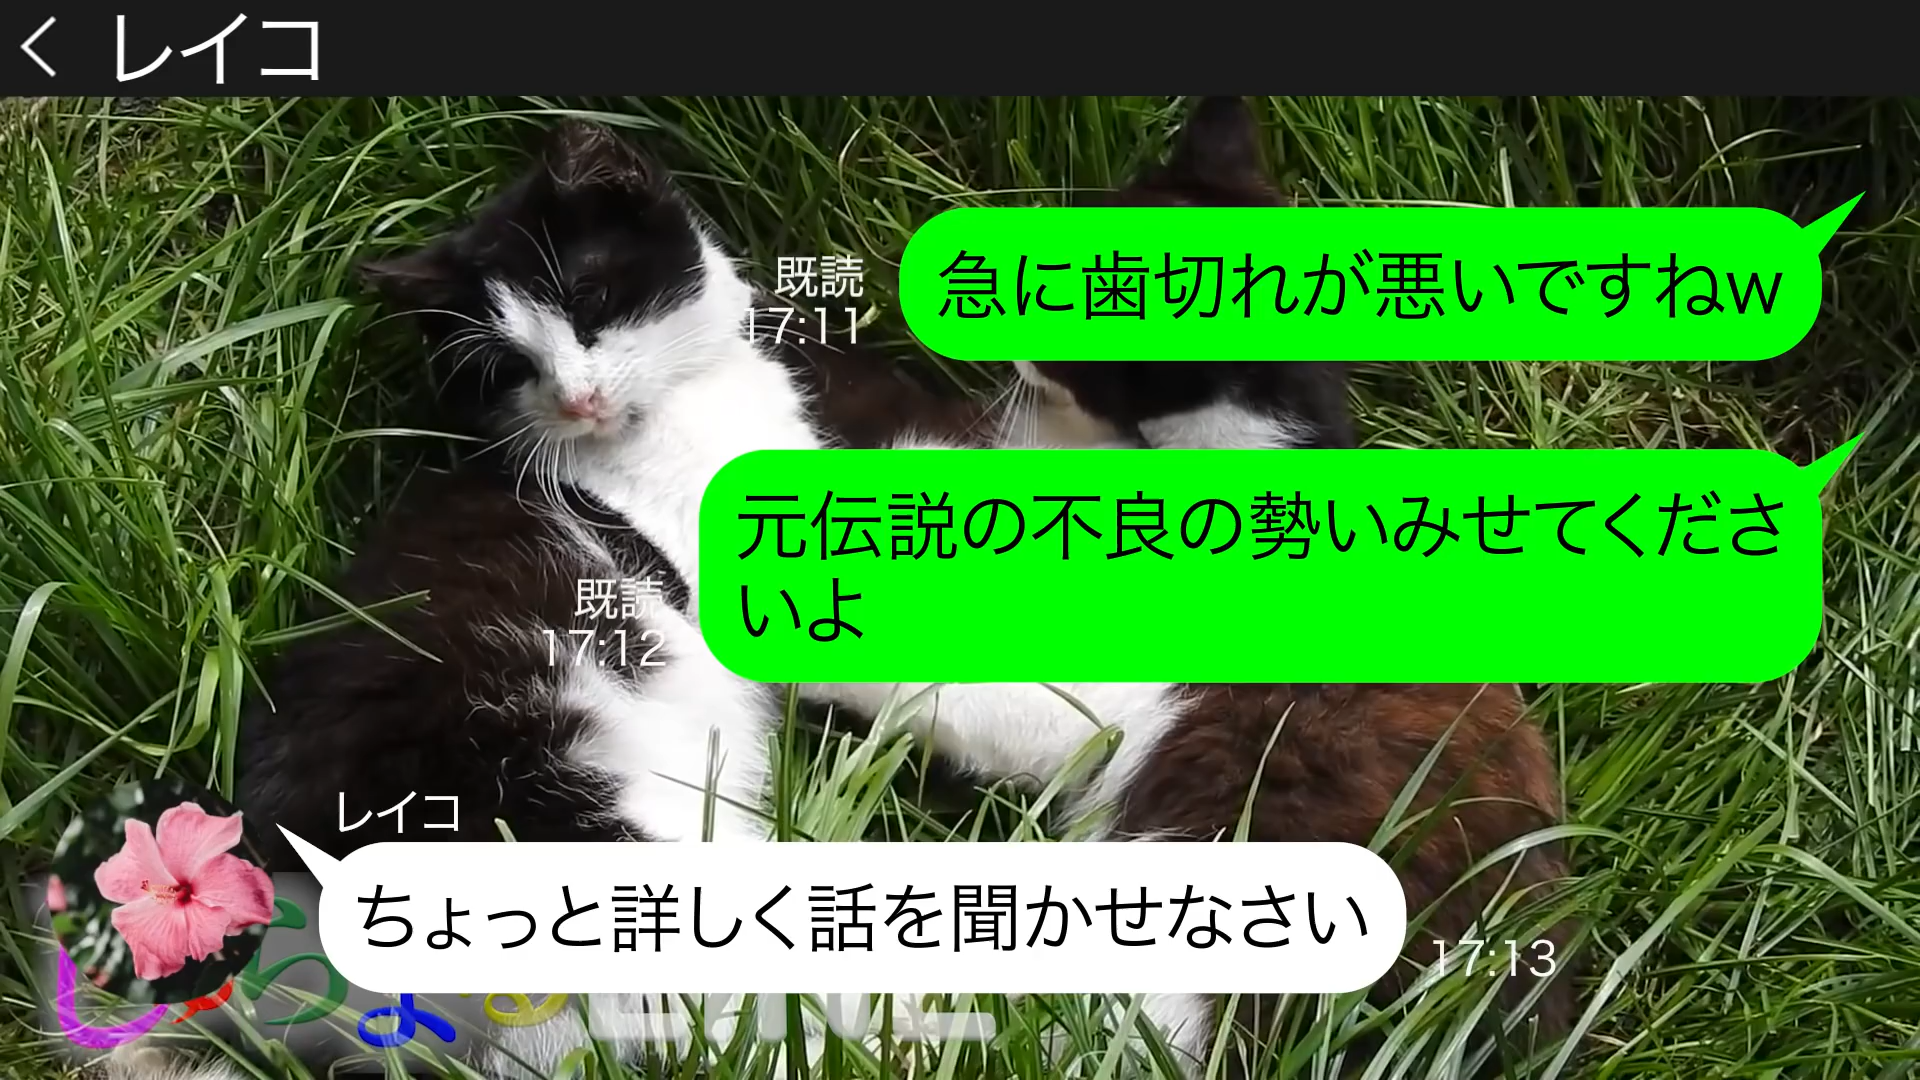 レイコ
急に歯切れが悪いですねw
既読
17:11
元伝説の不良の勢いみせてくださ
いよ
既読
17:12
レイコ
ちょっと詳しく話を聞かせなさい
17:13